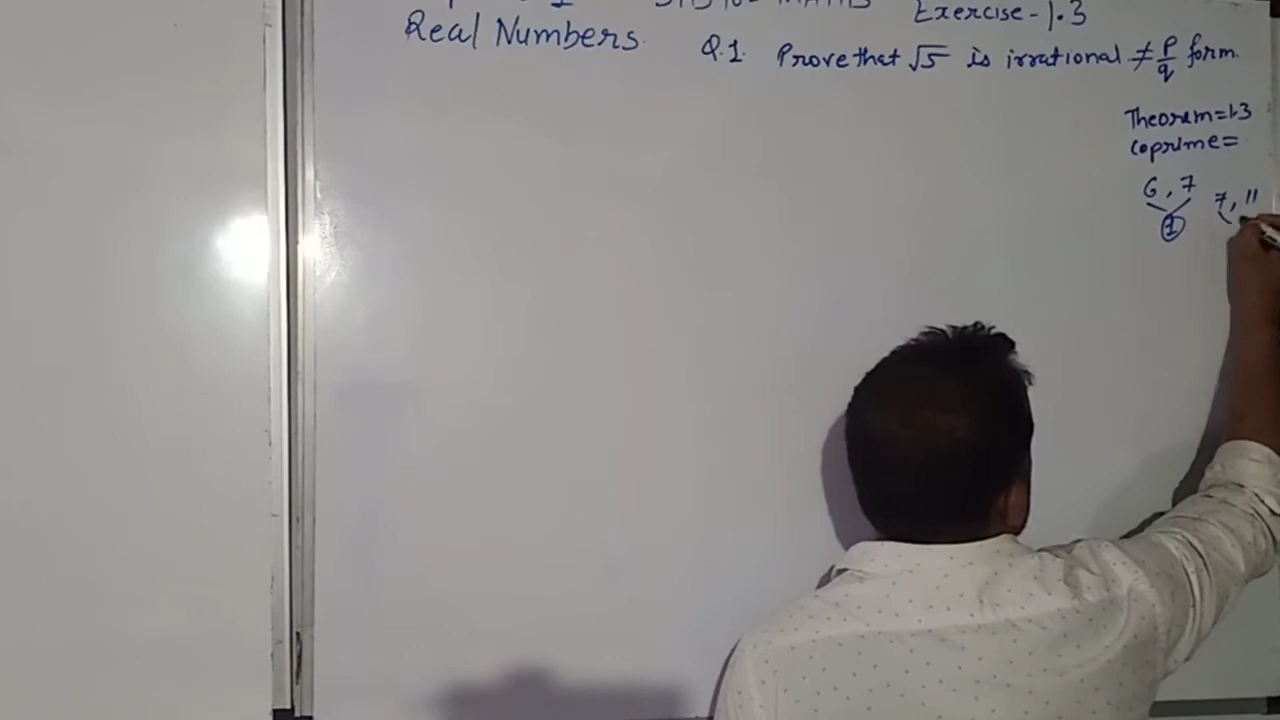 MATHS Exercise-1.3
Real Numbers.
Q.1. Prove that √5 is irrational ≠ p/q form.
Theorem=1.3
Coprime=
6, 7 7, 11
1